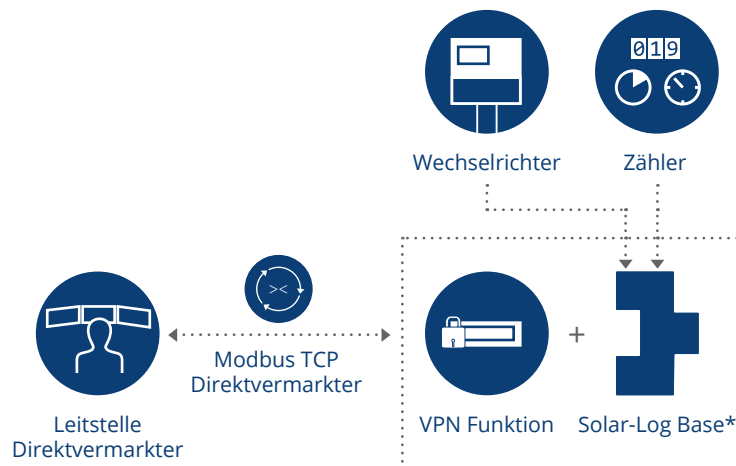 019
Wechselrichter
Zähler
><
Modbus TCP
Direktvermarkter
Leitstelle
Direktvermarkter
VPN Funktion
+
Solar-Log Base*